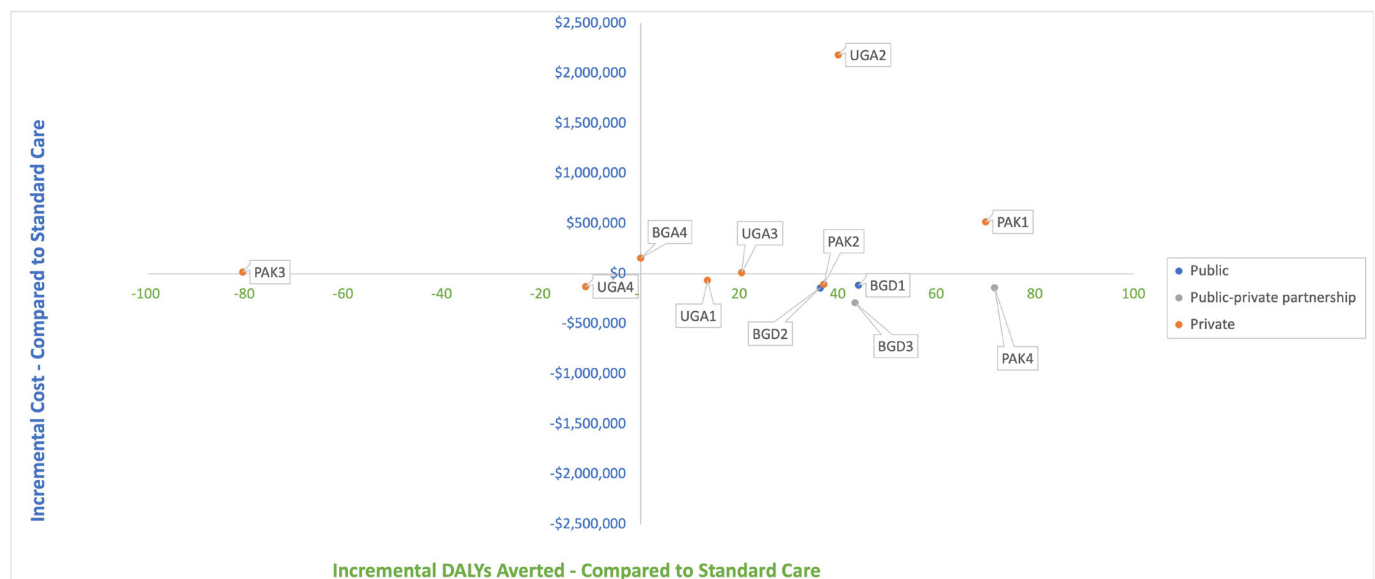 Incremental Cost - Compared to Standard Care
$2,500,000
$2,000,000
$1,500,000
$1,000,000
$500,000
$0
-$500,000
-$1,000,000
-$1,500,000
-$2,000,000
-$2,500,000
UGA2
PAK1
BGA4
UGA3
PAK2
PAK3
UGA4
BGD1
UGA1
BGD2
BGD3
PAK4
-100 -80 -60 -40 -20 20 40 60 80 100
Public
Public-private partnership
Private
Incremental DALYs Averted - Compared to Standard Care